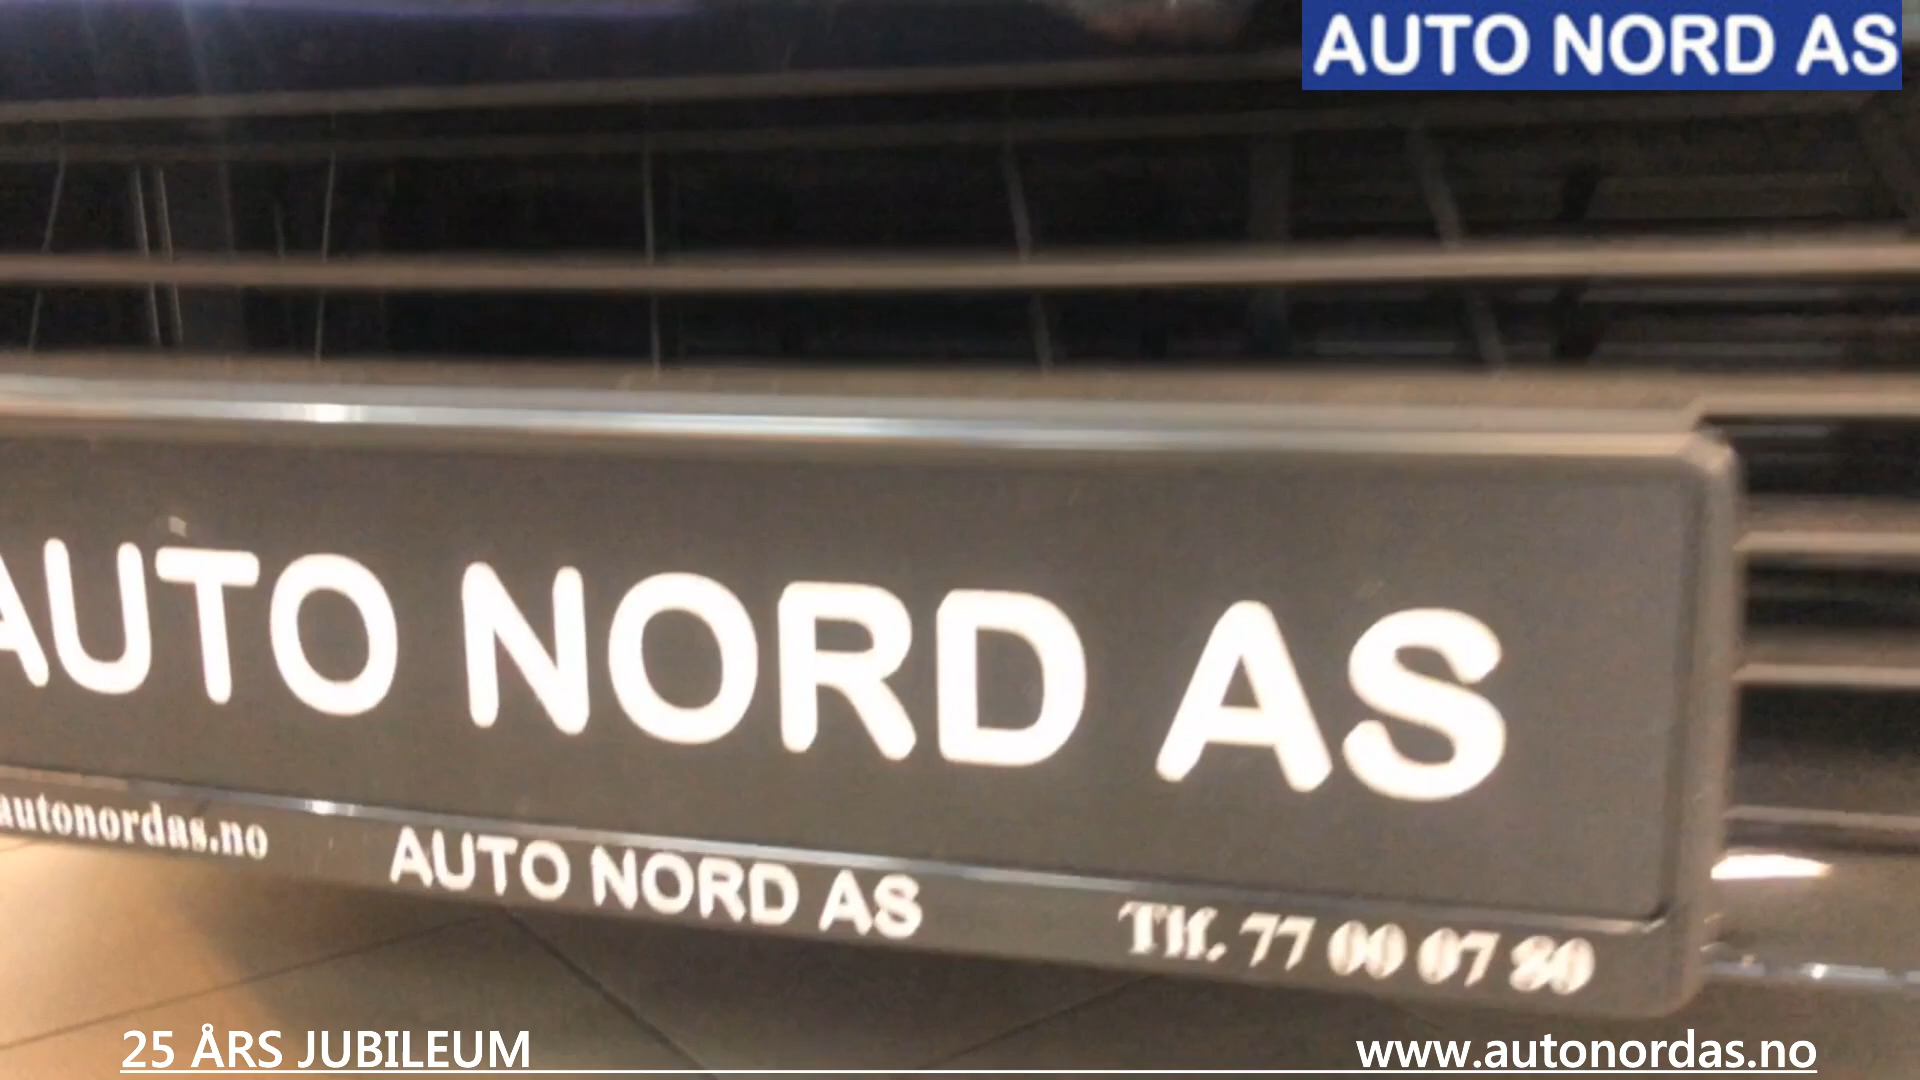 AUTO NORD AS
AUTO NORD AS
autonordas.no AUTO NORD AS Tlf. 77 00 07 80
25 ÅRS JUBILEUM www.autonordas.no